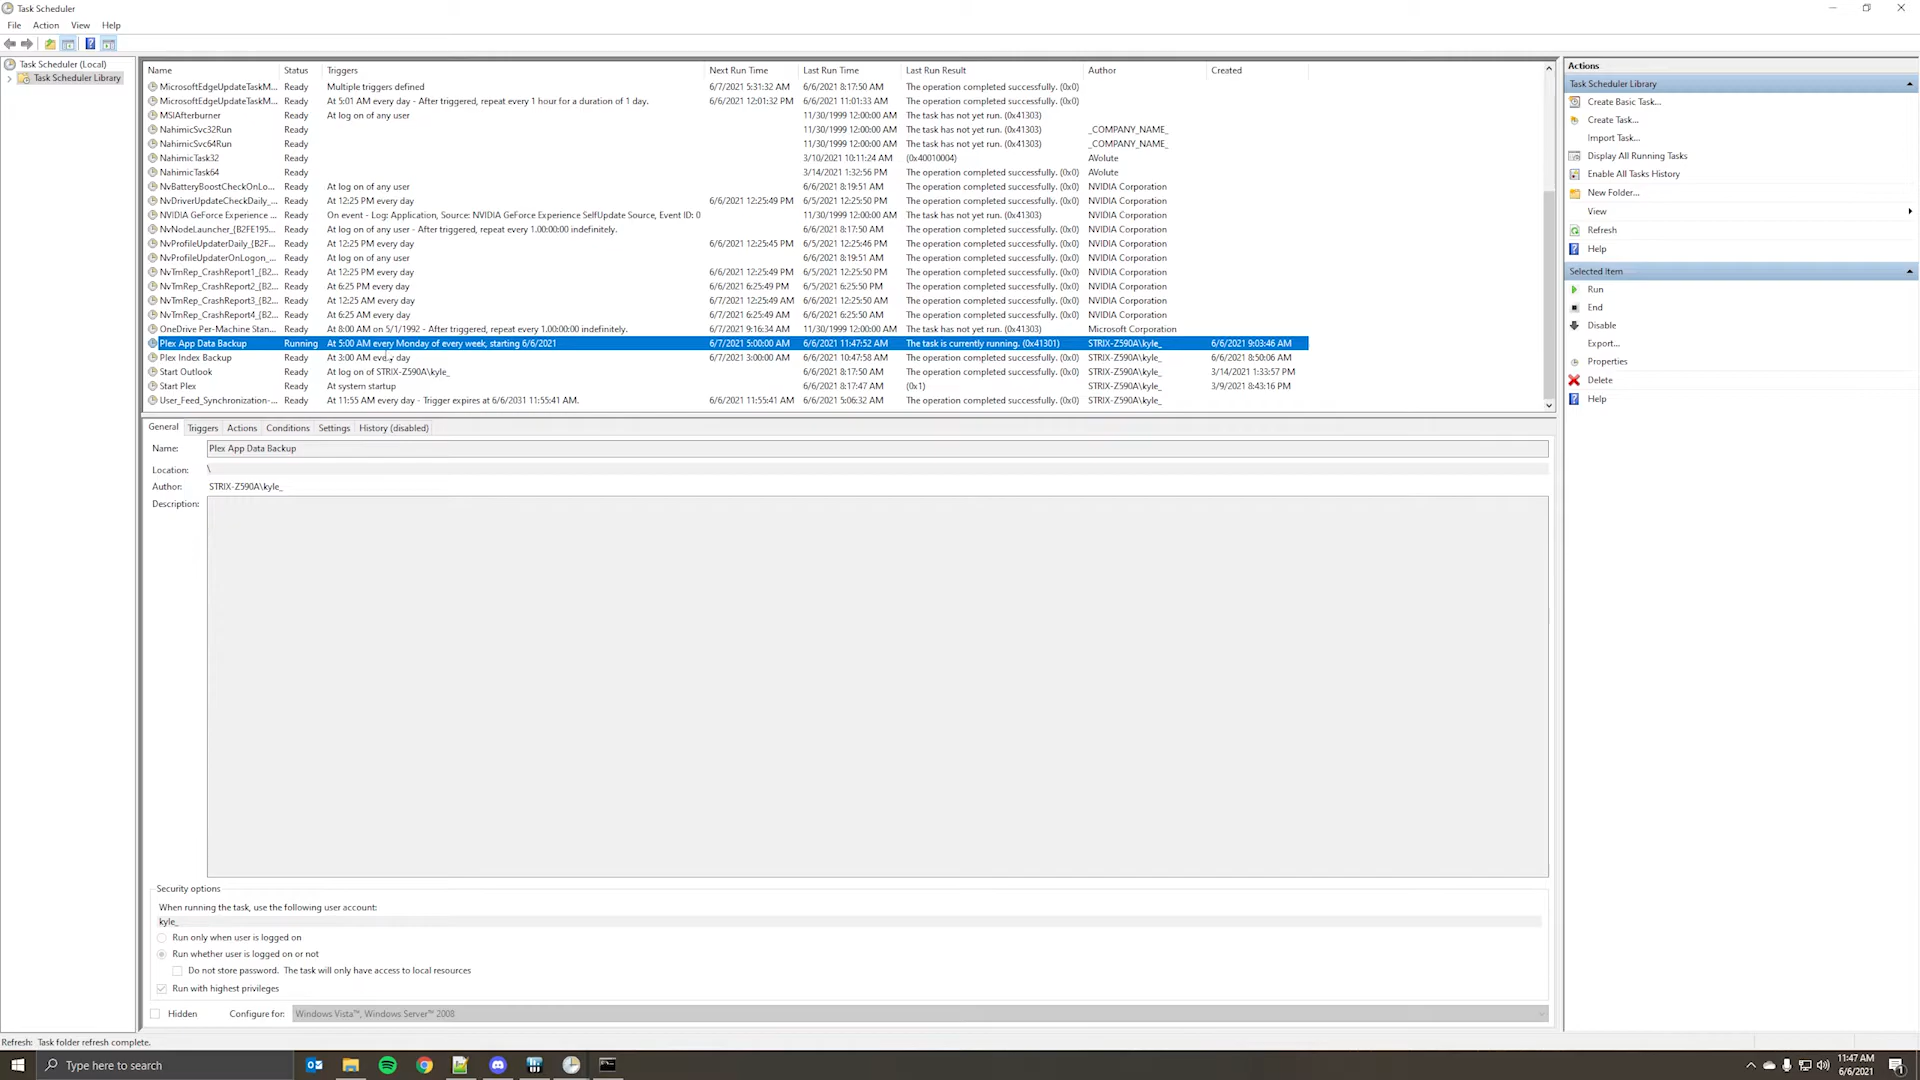 Task Scheduler
File Action View Help
Task Scheduler (Local)
Task Scheduler Library
Name Status Triggers Next Run Time Last Run Time Last Run Result Author Created
MicrosoftEdgeUpdateTaskM... Ready Multiple triggers defined 6/7/2021 5:31:32 AM 6/6/2021 8:17:50 AM The operation completed successfully. (0x0)
MicrosoftEdgeUpdateTaskM... Ready At 5:01 AM every day - After triggered, repeat every 1 hour for a duration of 1 day. 6/6/2021 12:01:32 PM 6/6/2021 11:01:33 AM The operation completed successfully. (0x0)
MSIAfterburner Ready At log on of any user 11/30/1999 12:00:00 AM The task has not yet run. (0x41303)
NahimicSvc32Run Ready 11/30/1999 12:00:00 AM The task has not yet run. (0x41303) _COMPANY_NAME_
NahimicSvc64Run Ready 11/30/1999 12:00:00 AM The task has not yet run. (0x41303) _COMPANY_NAME_
NahimicTask32 Ready 3/10/2021 10:11:24 AM (0x40010004) AVolute
NahimicTask64 Ready 3/14/2021 1:32:56 PM The operation completed successfully. (0x0) AVolute
NvBatteryBoostCheckOnLo... Ready At log on of any user 6/6/2021 8:19:51 AM The operation completed successfully. (0x0) NVIDIA Corporation
NvDriverUpdateCheckDaily_... Ready At 12:25 PM every day 6/6/2021 12:25:49 PM 6/5/2021 12:25:50 PM The operation completed successfully. (0x0) NVIDIA Corporation
NVIDIA GeForce Experience ... Ready On event - Log: Application, Source: NVIDIA GeForce Experience SelfUpdate Source, Event ID: 0 11/30/1999 12:00:00 AM The task has not yet run. (0x41303) NVIDIA Corporation
NvNodeLauncher_{B2FE195... Ready At log on of any user - After triggered, repeat every 1.00:00:00 indefinitely. 6/6/2021 8:17:50 AM The operation completed successfully. (0x0) NVIDIA Corporation
NvProfileUpdaterDaily_{B2F... Ready At 12:25 PM every day 6/6/2021 12:25:45 PM 6/5/2021 12:25:46 PM The operation completed successfully. (0x0) NVIDIA Corporation
NvProfileUpdaterOnLogon_... Ready At log on of any user 6/6/2021 8:19:51 AM The operation completed successfully. (0x0) NVIDIA Corporation
NvTmRep_CrashReport1_{B2... Ready At 12:25 PM every day 6/6/2021 12:25:49 PM 6/5/2021 12:25:50 PM The operation completed successfully. (0x0) NVIDIA Corporation
NvTmRep_CrashReport2_{B2... Ready At 6:25 PM every day 6/6/2021 6:25:49 PM 6/5/2021 6:25:50 PM The operation completed successfully. (0x0) NVIDIA Corporation
NvTmRep_CrashReport3_{B2... Ready At 12:25 AM every day 6/7/2021 12:25:49 AM 6/6/2021 12:25:50 AM The operation completed successfully. (0x0) NVIDIA Corporation
NvTmRep_CrashReport4_{B2... Ready At 6:25 AM every day 6/7/2021 6:25:49 AM 6/6/2021 6:25:50 AM The operation completed successfully. (0x0) NVIDIA Corporation
OneDrive Per-Machine Stan... Ready At 8:00 AM on 5/1/1992 - After triggered, repeat every 1.00:00:00 indefinitely. 6/7/2021 9:16:34 AM 11/30/1999 12:00:00 AM The task has not yet run. (0x41303) Microsoft Corporation
Plex App Data Backup Running At 5:00 AM every Monday of every week, starting 6/6/2021 6/7/2021 5:00:00 AM 6/6/2021 11:47:52 AM The task is currently running. (0x41301) STRIX-Z590A\kyle_ 6/6/2021 9:03:46 AM
Plex Index Backup Ready At 3:00 AM every day 6/7/2021 3:00:00 AM 6/6/2021 10:47:58 AM The operation completed successfully. (0x0) STRIX-Z590A\kyle_ 6/6/2021 8:50:06 AM
Start Outlook Ready At log on of STRIX-Z590A\kyle_ 6/6/2021 8:17:50 AM The operation completed successfully. (0x0) STRIX-Z590A\kyle_ 3/14/2021 1:33:57 PM
Start Plex Ready At system startup 6/6/2021 8:17:47 AM (0x1) STRIX-Z590A\kyle_ 3/9/2021 8:43:16 PM
User_Feed_Synchronization-... Ready At 11:55 AM every day - Trigger expires at 6/6/2031 11:55:41 AM. 6/6/2021 11:55:41 AM 6/6/2021 5:06:32 AM The operation completed successfully. (0x0) STRIX-Z590A\kyle_
General Triggers Actions Conditions Settings History (disabled)
Name: Plex App Data Backup
Location: \
Author: STRIX-Z590A\kyle_
Description:
Security options
When running the task, use the following user account:
kyle_
Run only when user is logged on
Run whether user is logged on or not
Do not store password. The task will only have access to local resources
Run with highest privileges
Hidden Configure for: Windows Vista™, Windows Server™ 2008
Actions
Task Scheduler Library
Create Basic Task...
Create Task...
Import Task...
Display All Running Tasks
Enable All Tasks History
New Folder...
View
Refresh
Help
Selected Item
Run
End
Disable
Export...
Properties
Delete
Help
Refresh: Task folder refresh complete.
Type here to search
11:47 AM
6/6/2021
1